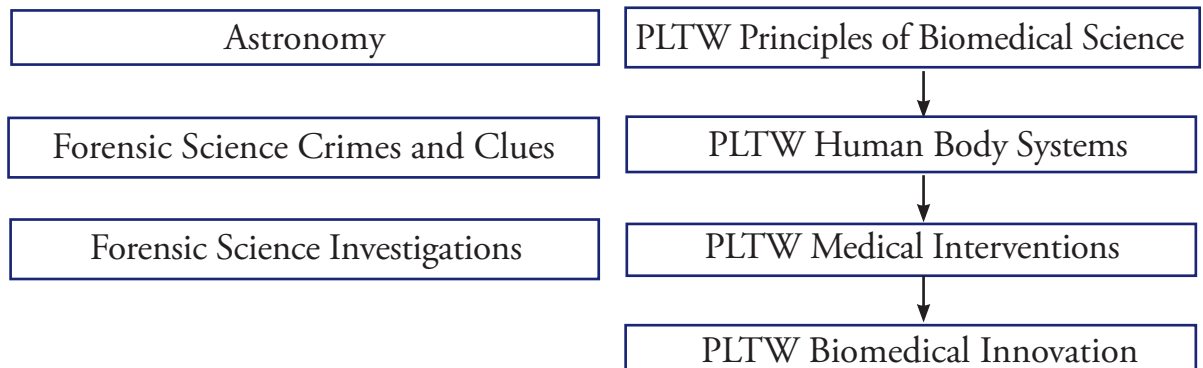 Astronomy
Forensic Science Crimes and Clues
Forensic Science Investigations
PLTW Principles of Biomedical Science
PLTW Human Body Systems
PLTW Medical Interventions
PLTW Biomedical Innovation